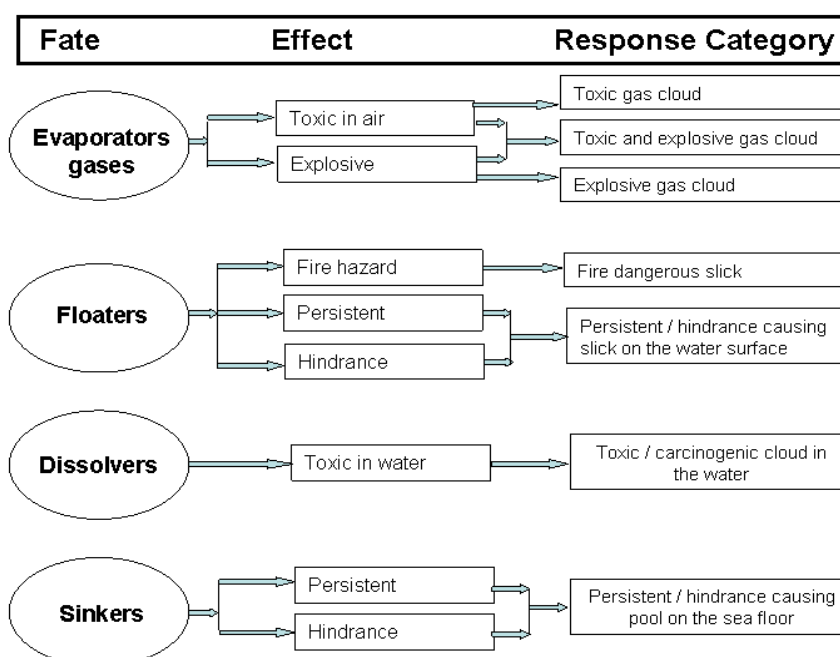 Fate Effect Response Category
Evaporators
gases
Toxic in air
Explosive
Toxic gas cloud
Toxic and explosive gas cloud
Explosive gas cloud
Floaters
Fire hazard
Persistent
Hindrance
Fire dangerous slick
Persistent / hindrance causing
slick on the water surface
Dissolvers
Toxic in water
Toxic / carcinogenic cloud in
the water
Sinkers
Persistent
Hindrance
Persistent / hindrance causing
pool on the sea floor